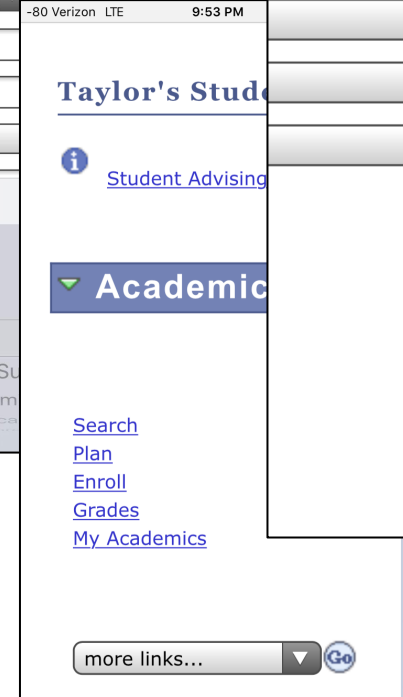 -80 Verizon LTE 9:53 PM
Taylor's Stude
Student Advising
Academic
Search
Plan
Enroll
Grades
My Academics
more links...
Go
Su
m